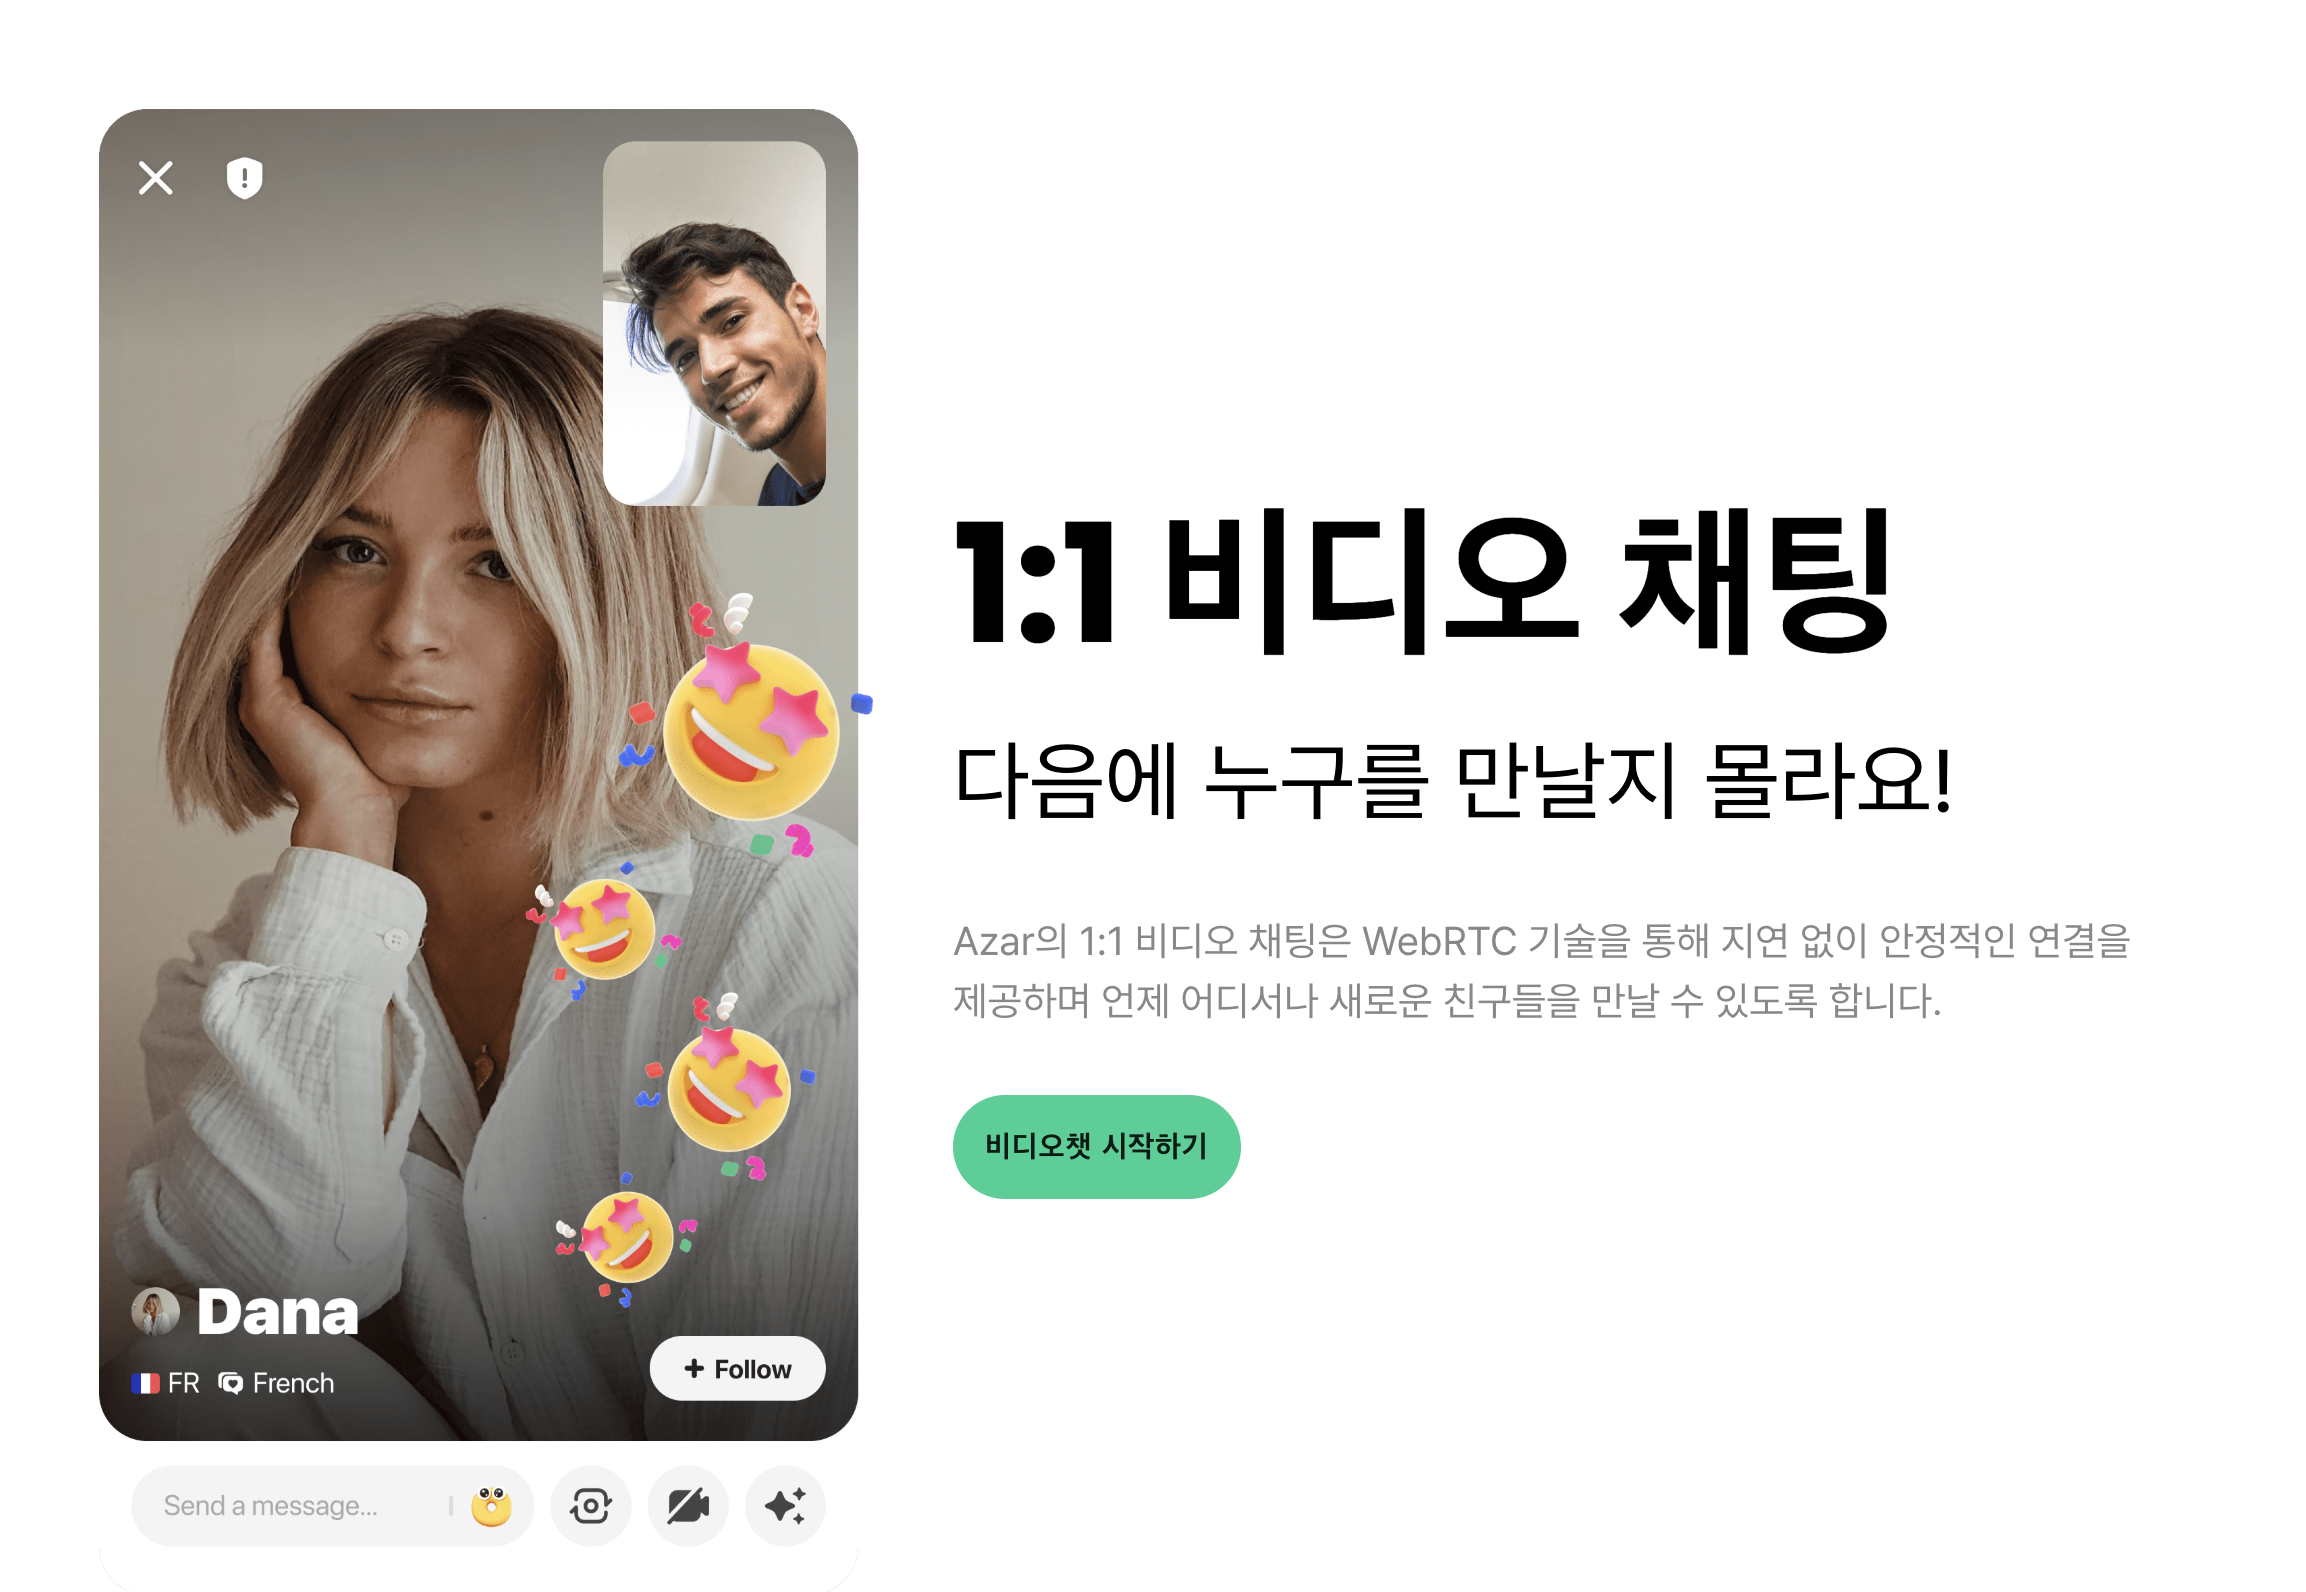 1:1 비디오 채팅
다음에 누구를 만날지 몰라요!
Azar의 1:1 비디오 채팅은 WebRTC 기술을 통해 지연 없이 안정적인 연결을
제공하며 언제 어디서나 새로운 친구들을 만날 수 있도록 합니다.
비디오챗 시작하기
Dana
FR French
+ Follow
Send a message...